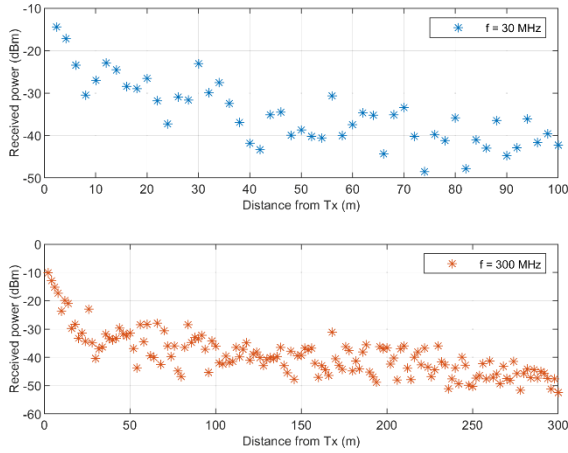 -10
-20
-30
-40
-50
Received power (dBm)
f = 30 MHz
0 10 20 30 40 50 60 70 80 90 100
Distance from Tx (m)
0
-10
-20
-30
-40
-50
-60
Received power (dBm)
f = 300 MHz
0 50 100 150 200 250 300
Distance from Tx (m)